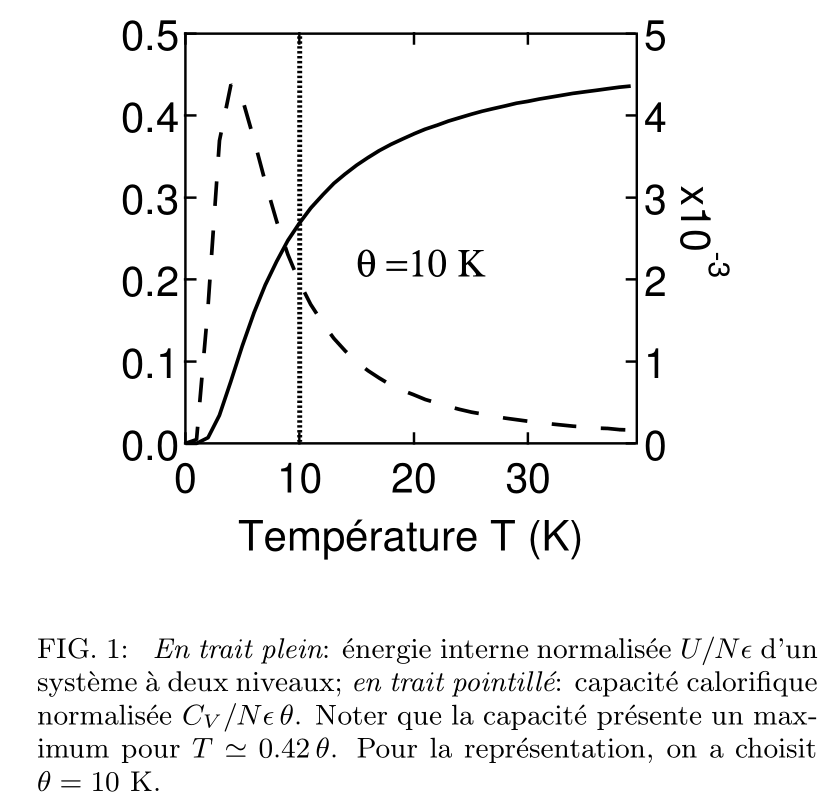 0.5
0.4
0.3
0.2
0.1
0.0
5
4
3
2
1
0
x10⁻³
θ =10 K
0 10 20 30
Température T (K)
FIG. 1: En trait plein: énergie interne normalisée U/Nϵ d'un
système à deux niveaux; en trait pointillé: capacité calorifique
normalisée C_V/Nϵθ. Noter que la capacité présente un max-
imum pour T ≃ 0.42 θ. Pour la représentation, on a choisit
θ = 10 K.